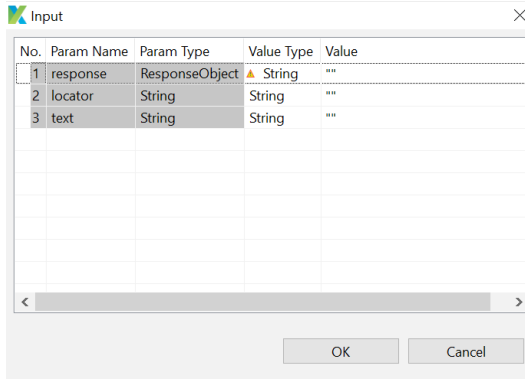 Input
No. Param Name Param Type Value Type Value
1 response ResponseObject String ""
2 locator String String ""
3 text String String ""
OK Cancel